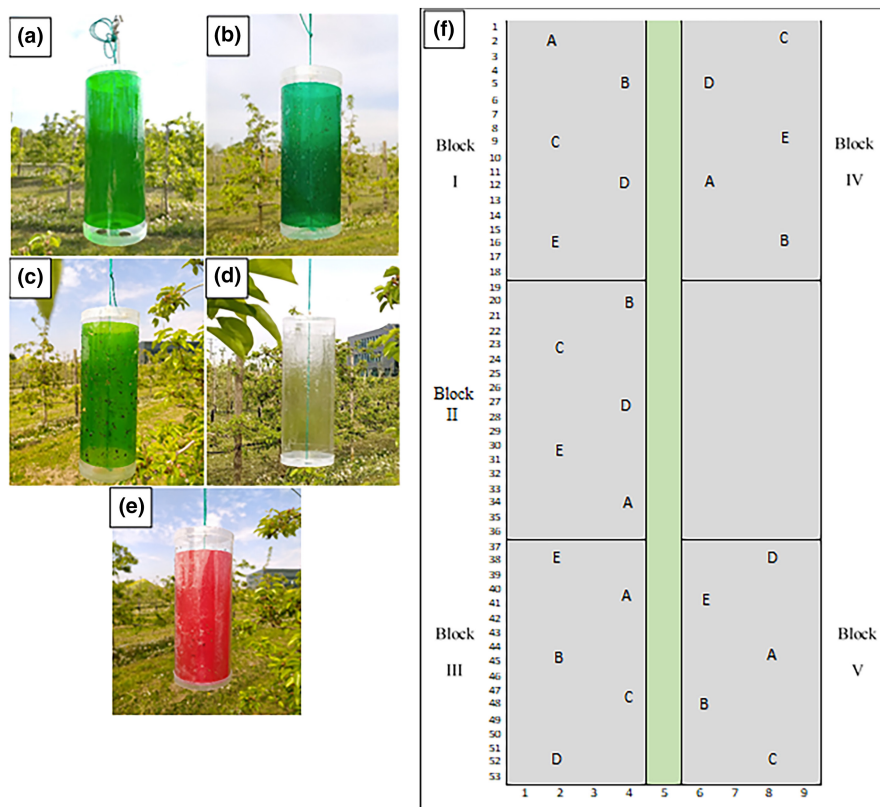 (a)
(b)
(c)
(d)
(e)
(f)
1
2
3
4
5
6
7
8
9
10
11
12
13
14
15
16
17
18
19
20
21
22
23
24
25
26
27
28
29
30
31
32
33
34
35
36
37
38
39
40
41
42
43
44
45
46
47
48
49
50
51
52
53
Block
I
A
B
C
D
E
Block
II
B
C
D
E
A
Block
III
E
A
B
C
D
Block
IV
C
D
E
A
B
Block
V
D
E
A
B
C
1 2 3 4 5 6 7 8 9